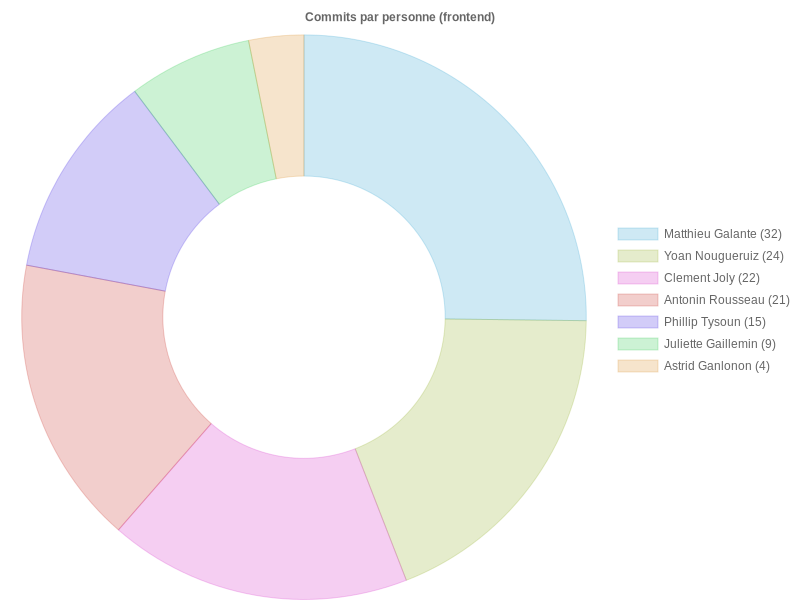 Commits par personne (frontend)
Matthieu Galante (32)
Yoan Nougueruiz (24)
Clement Joly (22)
Antonin Rousseau (21)
Phillip Tysoun (15)
Juliette Gaillemin (9)
Astrid Ganlonon (4)